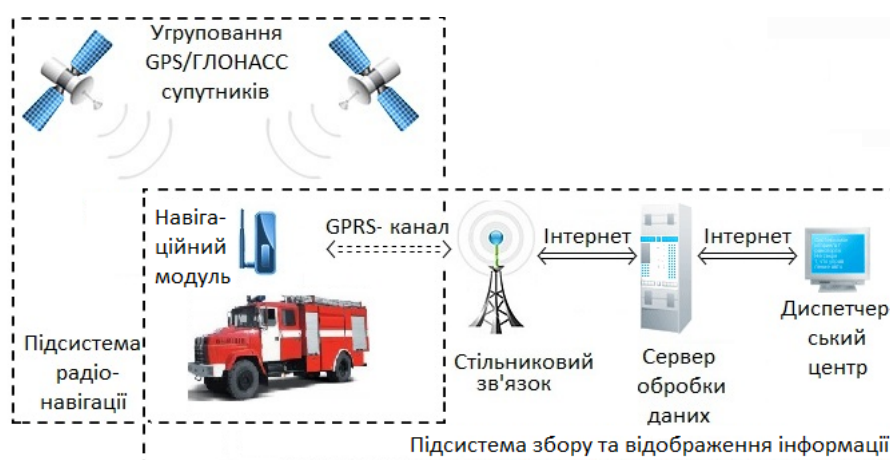 Угруповання
GPS/ГЛОНАСС
супутників
Навіга-
ційний
модуль
GPRS- канал
Інтернет
Інтернет
Підсистема
радіо-
навігації
Стільниковий
зв'язок
Сервер
обробки
даних
Диспетчер-
ський
центр
Підсистема збору та відображення інформації